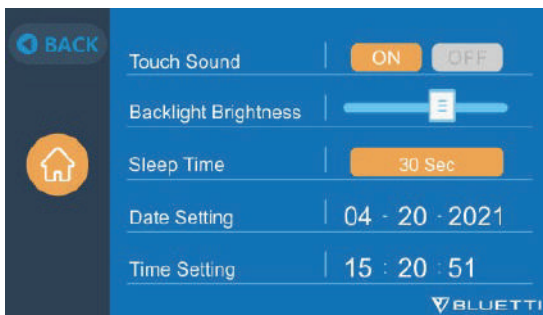 BACK
Touch Sound ON OFF
Backlight Brightness
Sleep Time 30 Sec
Date Setting 04 - 20 - 2021
Time Setting 15 : 20 : 51
BLUETTI